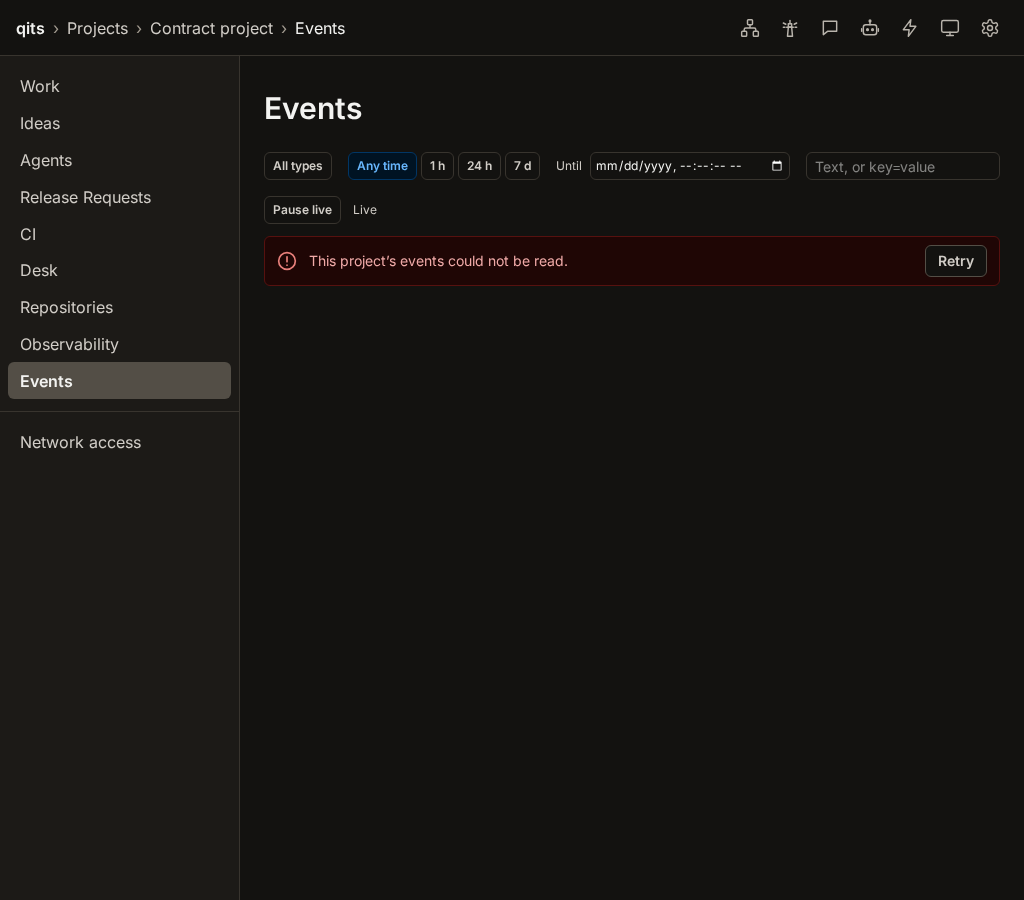 qits › Projects › Contract project › Events
Work
Ideas
Agents
Release Requests
CI
Desk
Repositories
Observability
Events
Network access
Events
All types Any time 1 h 24 h 7 d Until mm/dd/yyyy, --:--:-- -- Text, or key=value
Pause live Live
This project’s events could not be read. Retry